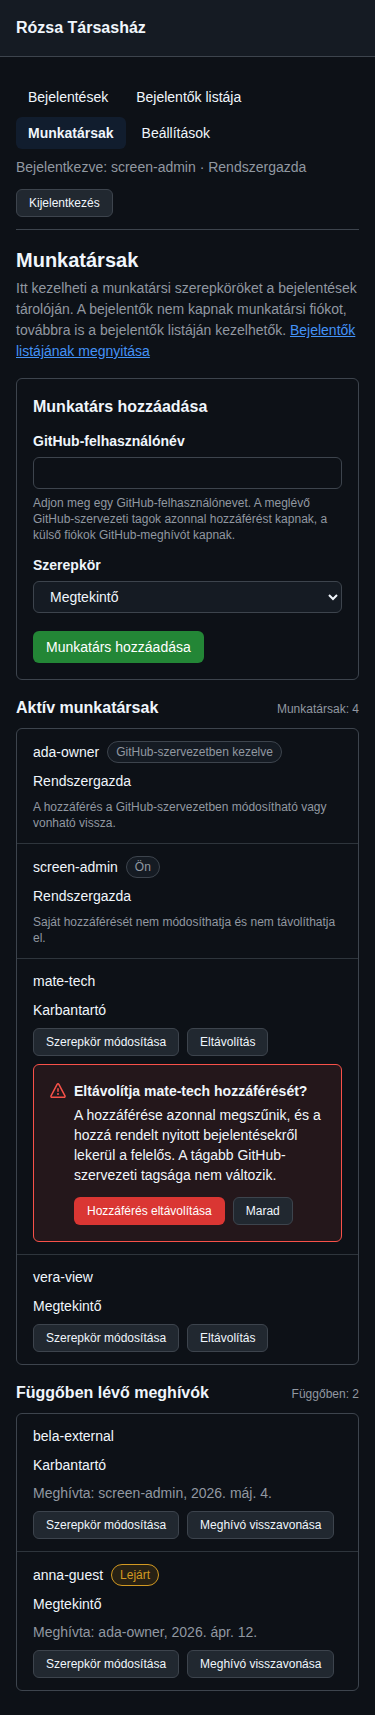 Rózsa Társasház
Bejelentések
Bejelentők listája
Munkatársak
Beállítások
Bejelentkezve: screen-admin · Rendszergazda
Kijelentkezés
Munkatársak
Itt kezelheti a munkatársi szerepköröket a bejelentések
tárolóján. A bejelentők nem kapnak munkatársi fiókot,
továbbra is a bejelentők listáján kezelhetők. Bejelentők
listájának megnyitása
Munkatárs hozzáadása
GitHub-felhasználónév
Adjon meg egy GitHub-felhasználónevet. A meglévő
GitHub-szervezeti tagok azonnal hozzáférést kapnak, a
külső fiókok GitHub-meghívót kapnak.
Szerepkör
Megtekintő
Munkatárs hozzáadása
Aktív munkatársak
Munkatársak: 4
ada-owner GitHub-szervezetben kezelve
Rendszergazda
A hozzáférés a GitHub-szervezetben módosítható vagy
vonható vissza.
screen-admin Ön
Rendszergazda
Saját hozzáférését nem módosíthatja és nem távolíthatja
el.
mate-tech
Karbantartó
Szerepkör módosítása
Eltávolítás
Eltávolítja mate-tech hozzáférését?
A hozzáférése azonnal megszűnik, és a
hozzá rendelt nyitott bejelentésekről
lekerül a felelős. A tágabb GitHub-
szervezeti tagsága nem változik.
Hozzáférés eltávolítása
Marad
vera-view
Megtekintő
Szerepkör módosítása
Eltávolítás
Függőben lévő meghívók
Függőben: 2
bela-external
Karbantartó
Meghívta: screen-admin, 2026. máj. 4.
Szerepkör módosítása
Meghívó visszavonása
anna-guest Lejárt
Megtekintő
Meghívta: ada-owner, 2026. ápr. 12.
Szerepkör módosítása
Meghívó visszavonása